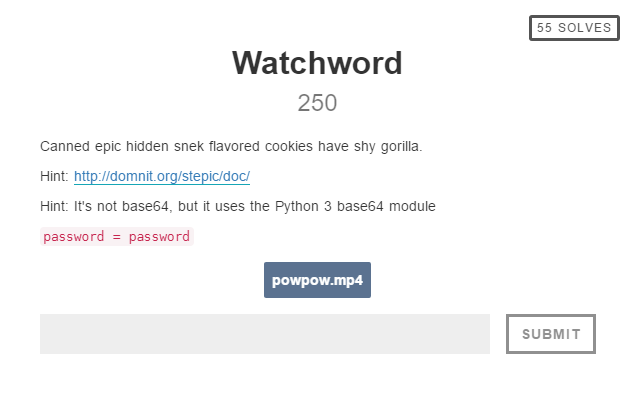 55 SOLVES
Watchword
250
Canned epic hidden snek flavored cookies have shy gorilla.
Hint: http://domnit.org/stepic/doc/
Hint: It's not base64, but it uses the Python 3 base64 module
password = password
powpow.mp4
SUBMIT